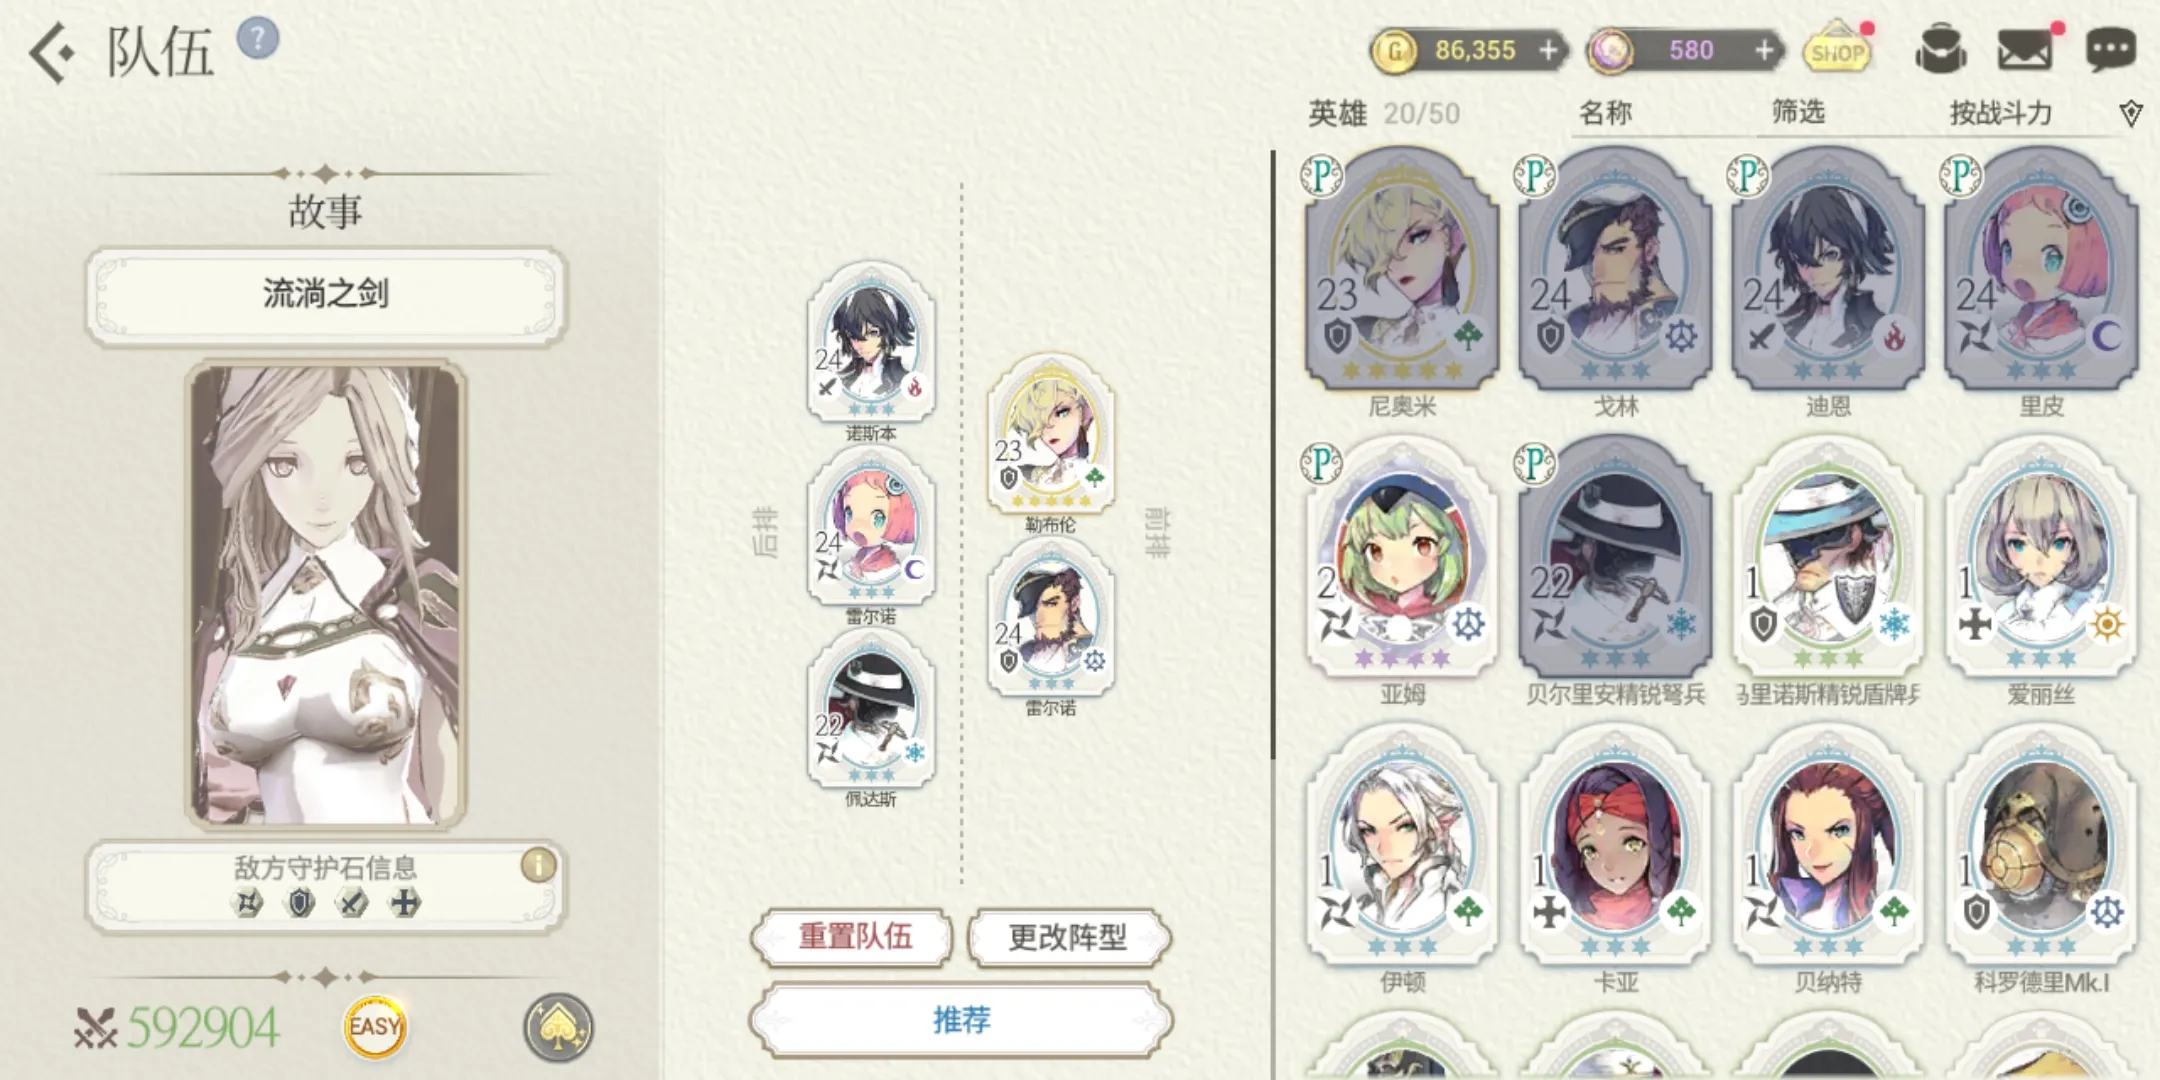 队伍
?
G 86,355 +
580 +
SHOP
英雄 20/50
名称
筛选
按战斗力
故事
流淌之剑
敌方守护石信息
i
592904
EASY
后排
前排
24
诺斯本
24
雷尔诺
22
佩达斯
23
勒布伦
24
雷尔诺
重置队伍
更改阵型
推荐
P P P P
23 24 24 24
尼奥米 戈林 迪恩 里皮
P P
2 22 1 1
亚姆 贝尔里安精锐弩兵 马里诺斯精锐盾牌兵 爱丽丝
1 1 1 1
伊顿 卡亚 贝纳特 科罗德里Mk.I